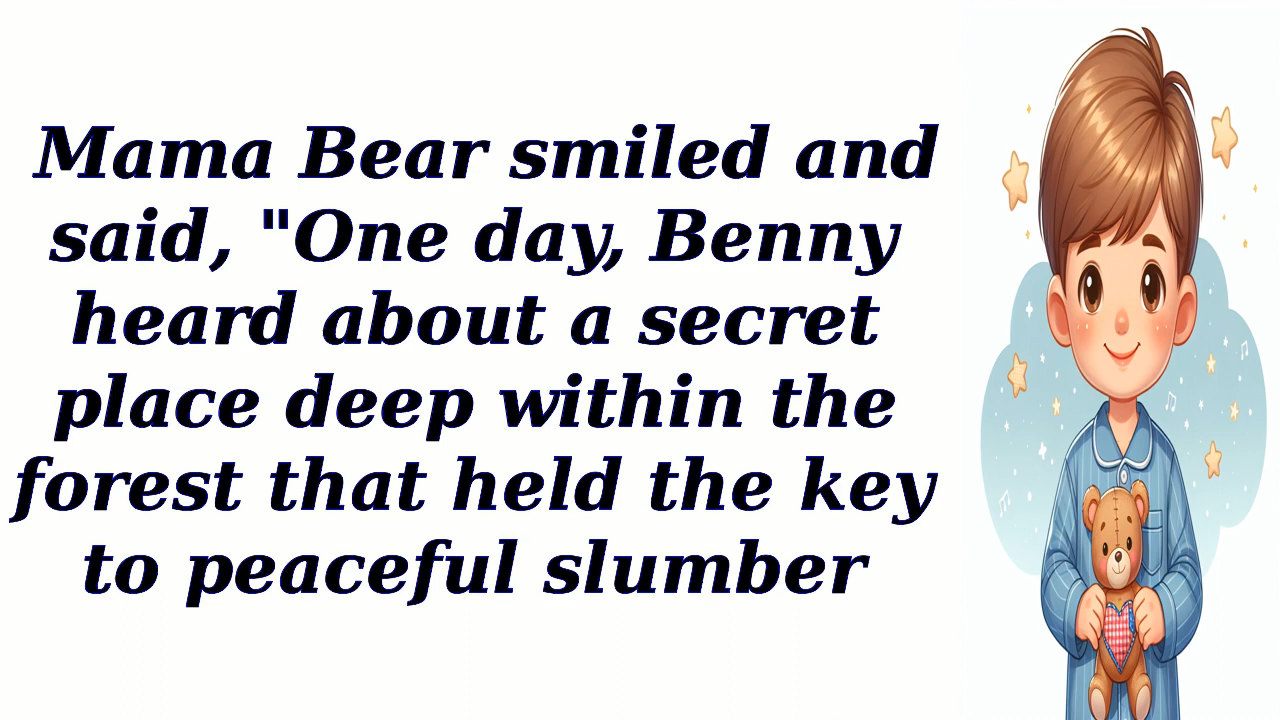 Mama Bear smiled and
said, "One day, Benny
heard about a secret
place deep within the
forest that held the key
to peaceful slumber